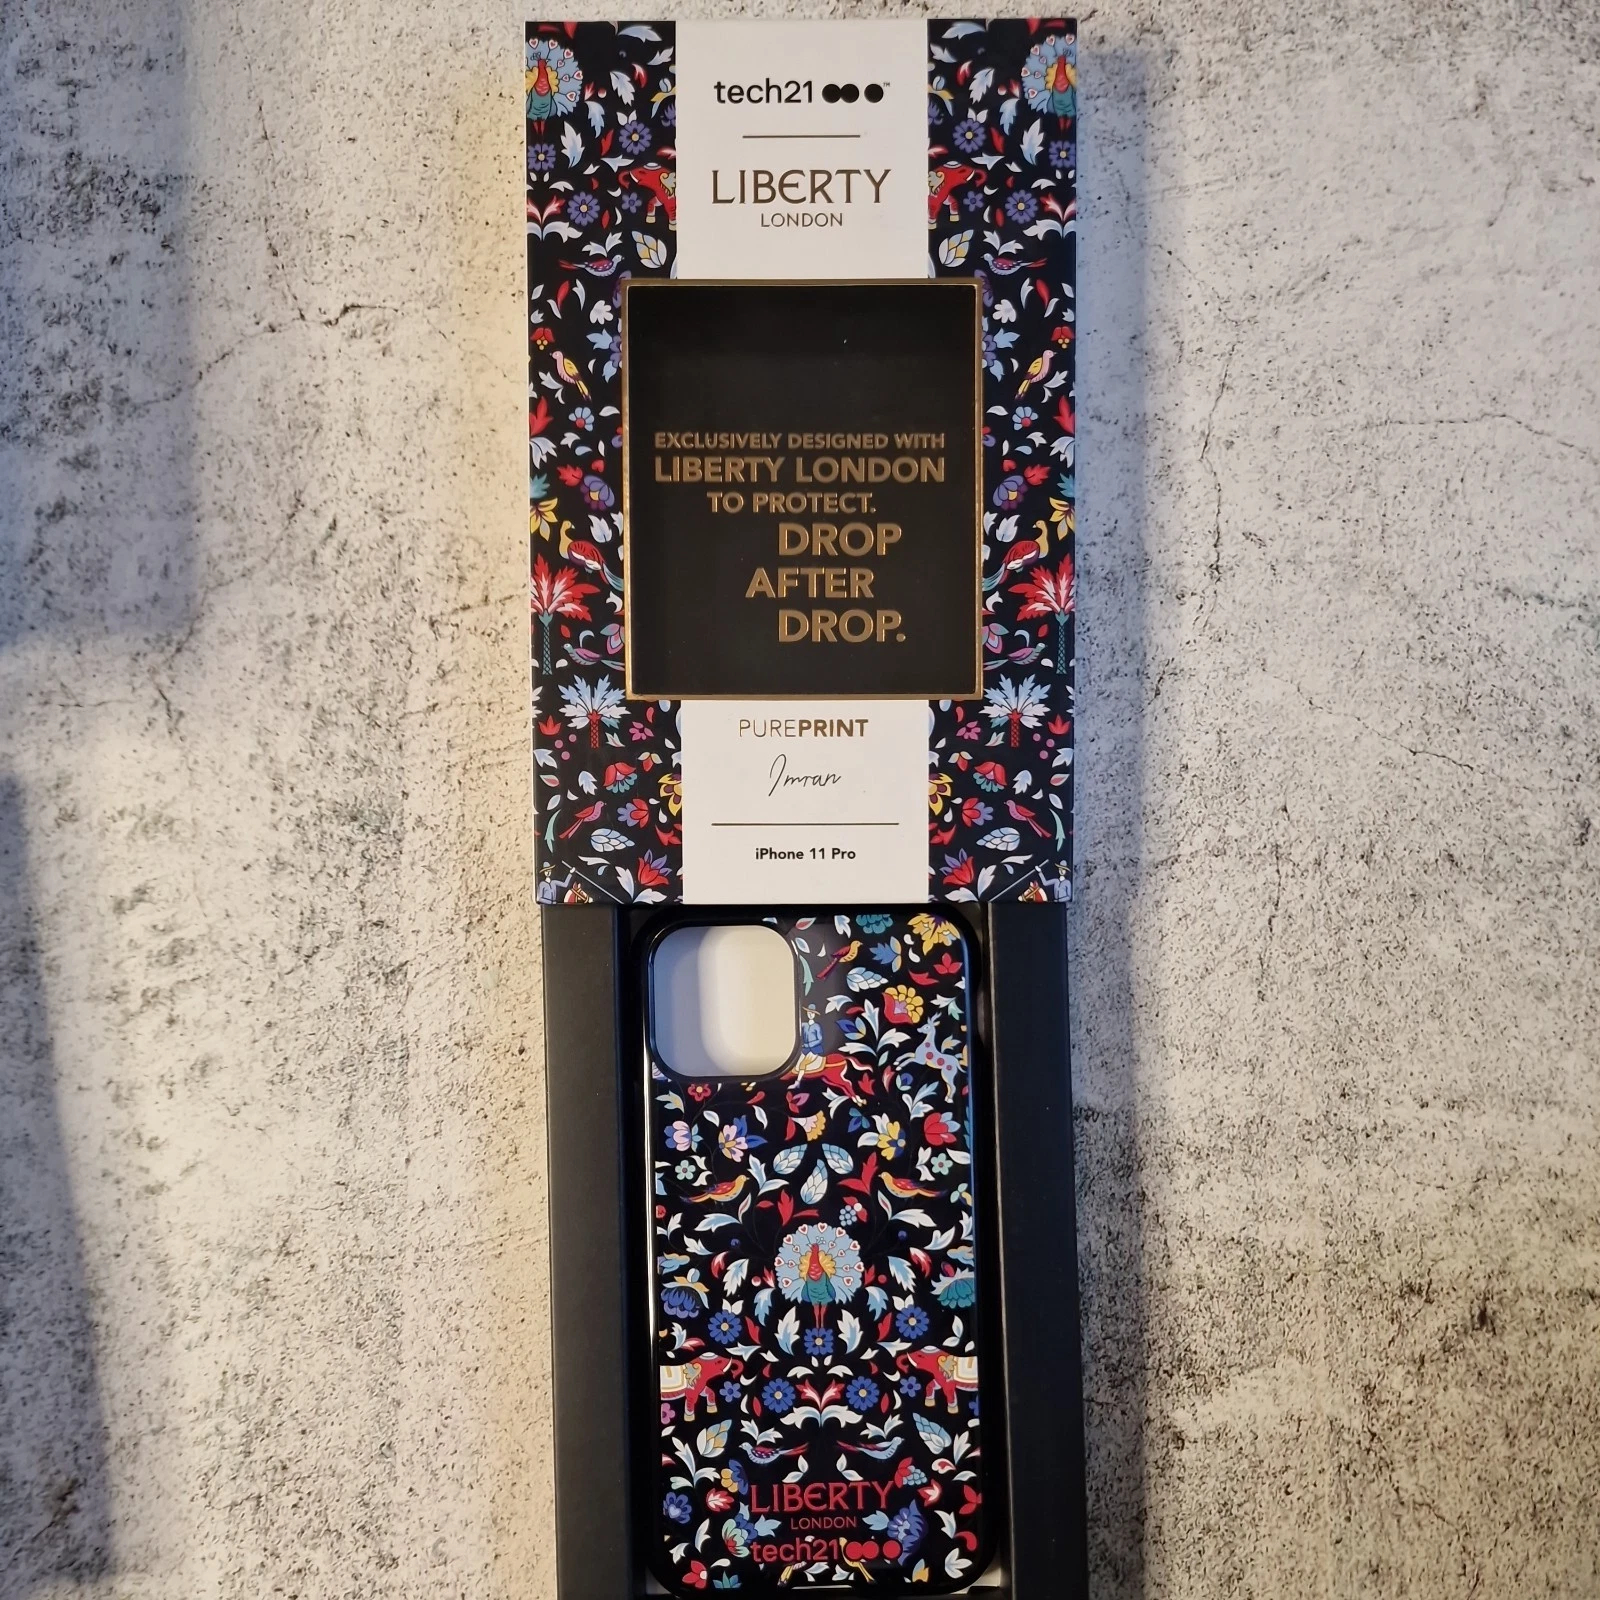 tech21
LIBERTY
LONDON
EXCLUSIVELY DESIGNED WITH
LIBERTY LONDON
TO PROTECT.
DROP
AFTER
DROP.
PUREPRINT
Imran
iPhone 11 Pro
LIBERTY
LONDON
tech21